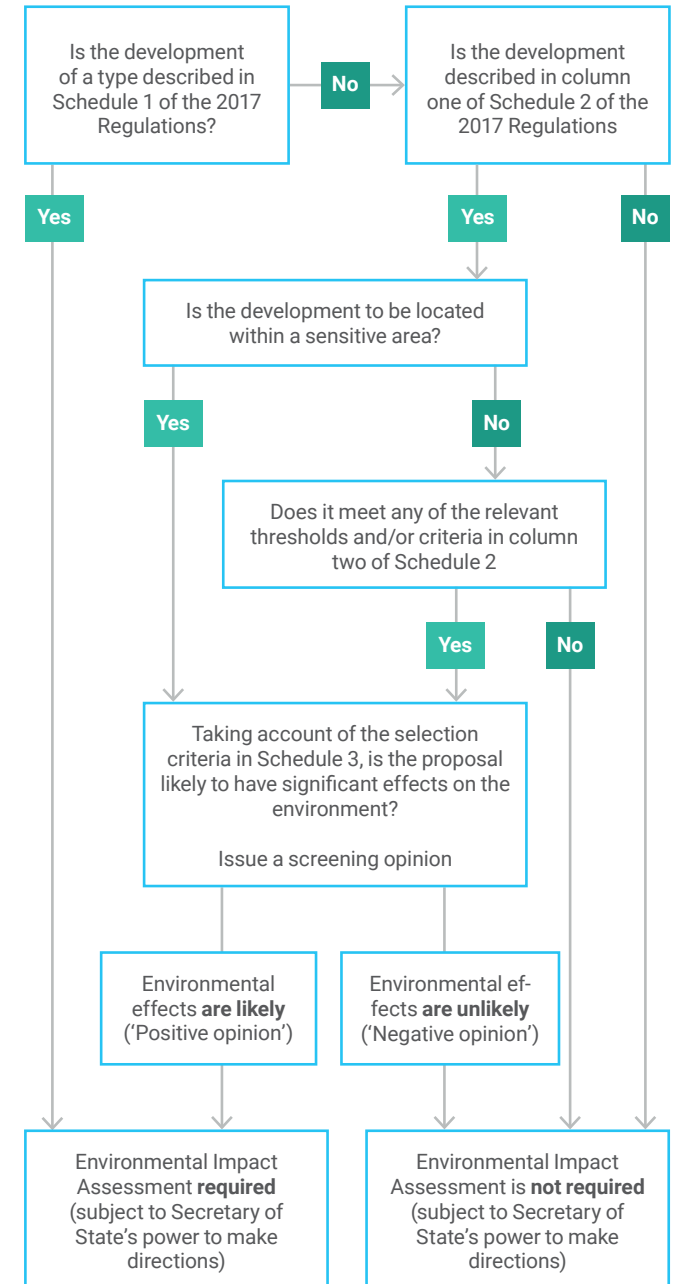 Is the development
of a type described in
Schedule 1 of the 2017
Regulations?
No
Is the development
described in column
one of Schedule 2 of the
2017 Regulations
Yes
Yes
No
Is the development to be located
within a sensitive area?
Yes
No
Does it meet any of the relevant
thresholds and/or criteria in column
two of Schedule 2
Yes
No
Taking account of the selection
criteria in Schedule 3, is the proposal
likely to have significant effects on the
environment?
Issue a screening opinion
Environmental
effects are likely
(‘Positive opinion’)
Environmental ef-
fects are unlikely
(‘Negative opinion’)
Environmental Impact
Assessment required
(subject to Secretary of
State’s power to make
directions)
Environmental Impact
Assessment is not required
(subject to Secretary of
State’s power to make
directions)